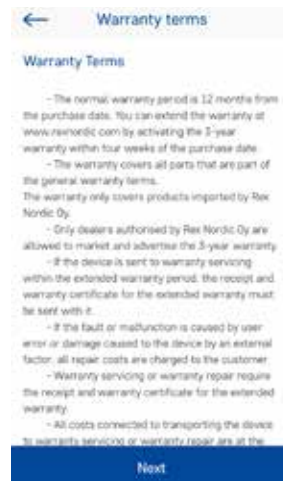 ← Warranty terms
Warranty Terms
- The normal warranty period is 12 months from
the purchase date. You can extend the warranty at
www.rexnordic.com by activating the 3-year
warranty within four weeks of the purchase date.
- The warranty covers all parts that are part of
the general warranty terms.
The warranty only covers products imported by Rex
Nordic Oy.
- Only dealers authorised by Rex Nordic Oy are
allowed to market and advertise the 3-year warranty.
- If the device is sent to warranty servicing
within the extended warranty period, the receipt and
warranty certificate for the extended warranty must
be sent with it.
- If the fault or malfunction is caused by user
error or damage caused to the device by an external
factor, all repair costs are charged to the customer.
- Warranty servicing or warranty repair require
the receipt and warranty certificate for the extended
warranty.
- All costs connected to transporting the device
to warranty servicing or warranty repair are at the
Next